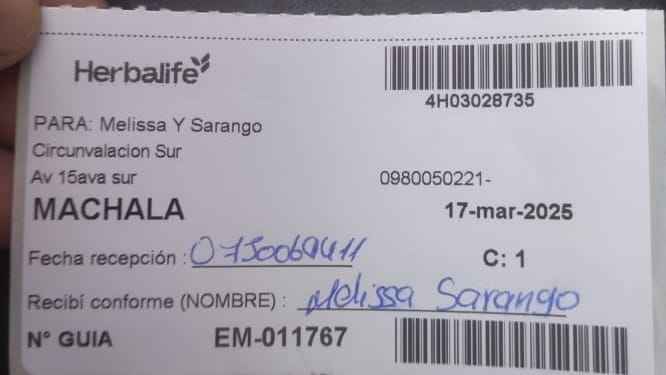 Herbalife
4H03028735
PARA: Melissa Y Sarango
Circunvalacion Sur
Av 15ava sur 0980050221-
MACHALA 17-mar-2025
Fecha recepción : 0750069411 C: 1
Recibí conforme (NOMBRE) : Melissa Sarango
N° GUIA EM-011767